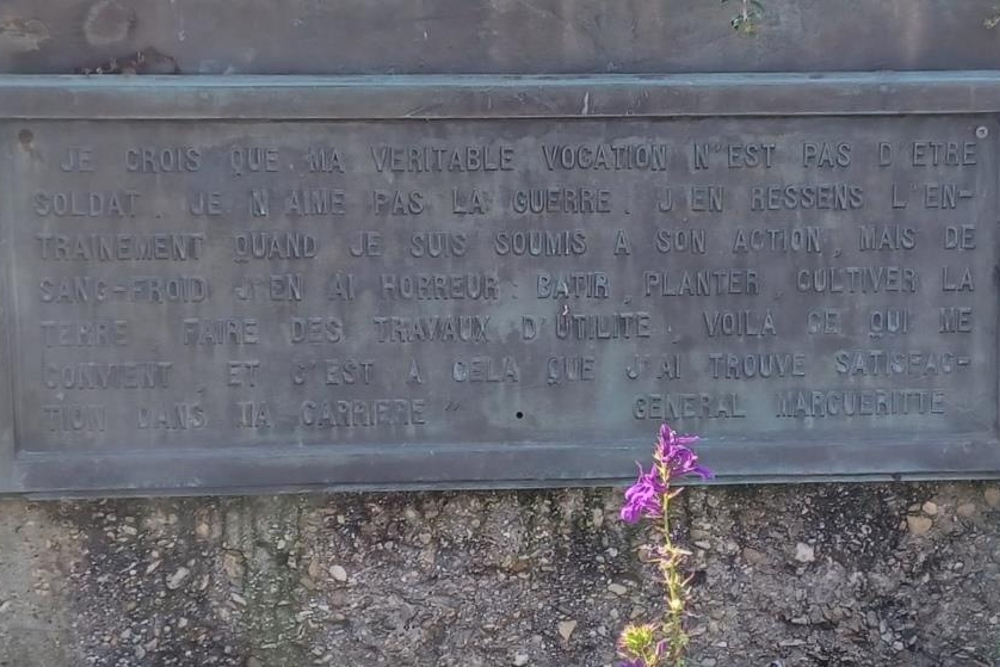 JE CROIS QUE MA VERITABLE VOCATION N'EST PAS D'ETRE
SOLDAT. JE N'AIME PAS LA GUERRE. J'EN RESSENS L'EN-
TRAINEMENT QUAND JE SUIS SOUMIS A SON ACTION, MAIS DE
SANG-FROID J'EN AI HORREUR: BATIR, PLANTER, CULTIVER LA
TERRE FAIRE DES TRAVAUX D'UTILITE, VOILA CE QUI ME
CONVIENT, ET C'EST A CELA QUE J'AI TROUVE SATISFAC-
TION DANS MA CARRIERE" GENERAL MARGUERITTE